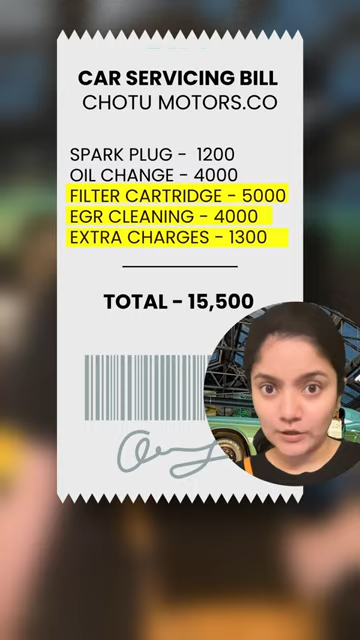 CAR SERVICING BILL
CHOTU MOTORS.CO
SPARK PLUG - 1200
OIL CHANGE - 4000
FILTER CARTRIDGE - 5000
EGR CLEANING - 4000
EXTRA CHARGES - 1300
TOTAL - 15,500